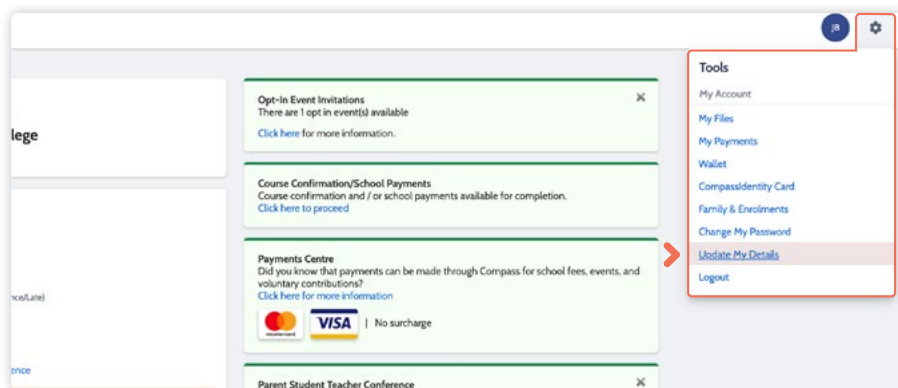 JB
lege
nce/Late)
ence
Opt-In Event Invitations
There are 1 opt in event(s) available
Click here for more information.
Course Confirmation/School Payments
Course confirmation and / or school payments available for completion.
Click here to proceed
Payments Centre
Did you know that payments can be made through Compass for school fees, events, and
voluntary contributions?
Click here for more information
mastercard
VISA | No surcharge
Parent Student Teacher Conference
Tools
My Account
My Files
My Payments
Wallet
CompassIdentity Card
Family & Enrolments
Change My Password
Update My Details
Logout